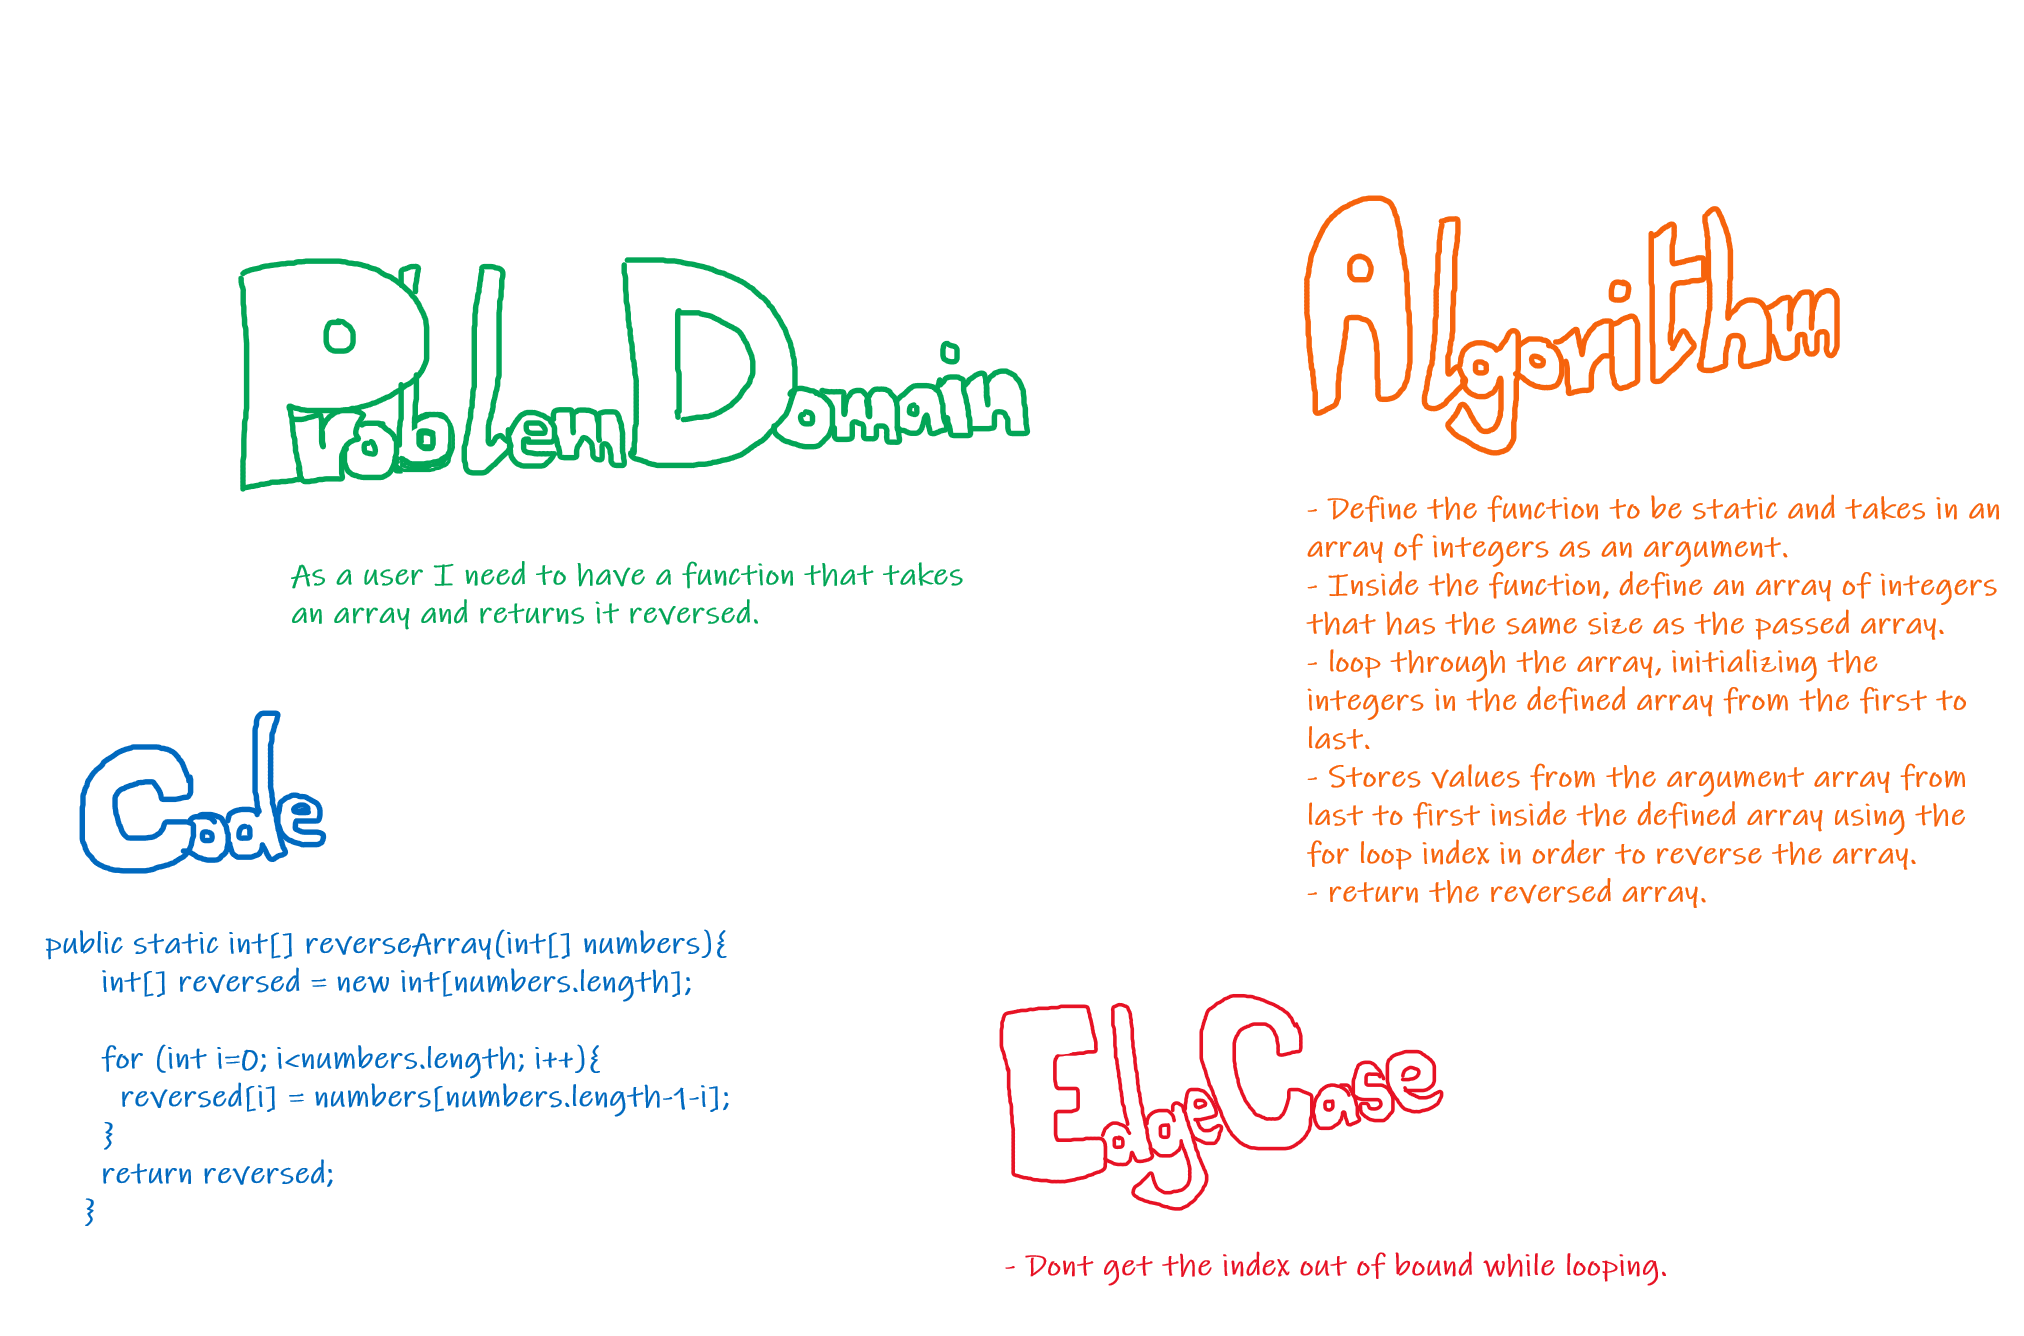 Problem Domain
As a user I need to have a function that takes
an array and returns it reversed.
Algorithm
- Define the function to be static and takes in an
array of integers as an argument.
- Inside the function, define an array of integers
that has the same size as the passed array.
- loop through the array, initializing the
integers in the defined array from the first to
last.
- Stores values from the argument array from
last to first inside the defined array using the
for loop index in order to reverse the array.
- return the reversed array.
Code
public static int[] reverseArray(int[] numbers){
int[] reversed = new int[numbers.length];
for (int i=0; i<numbers.length; i++){
reversed[i] = numbers[numbers.length-1-i];
}
return reversed;
}
Edge Case
- Dont get the index out of bound while looping.